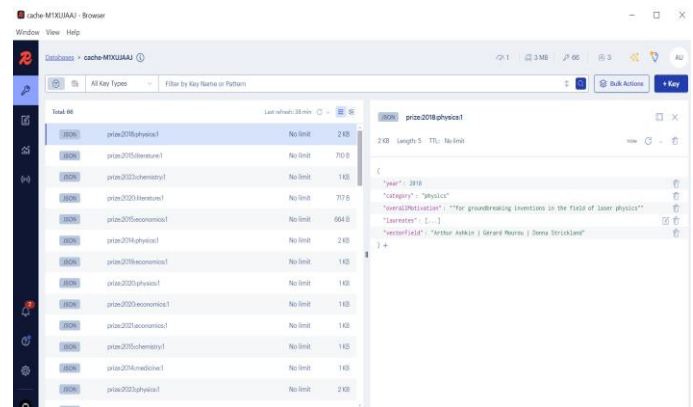 cache-M1XUJAAJ - Browser
Window View Help
Databases > cache-M1XUJAAJ
1 3 MB 66 3 AU
All Key Types Filter by Key Name or Pattern Bulk Actions + Key
Total: 66 Last refresh: 38 min
JSON prize:2018:physics:1 No limit 2 KB
JSON prize:2015:literature:1 No limit 710 B
JSON prize:2023:chemistry:1 No limit 1 KB
JSON prize:2020:literature:1 No limit 717 B
JSON prize:2015:economics:1 No limit 664 B
JSON prize:2014:physics:1 No limit 2 KB
JSON prize:2019:economics:1 No limit 1 KB
JSON prize:2020:physics:1 No limit 1 KB
JSON prize:2020:economics:1 No limit 1 KB
JSON prize:2021:economics:1 No limit 1 KB
JSON prize:2015:chemistry:1 No limit 1 KB
JSON prize:2014:medicine:1 No limit 1 KB
JSON prize:2023:physics:1 No limit 2 KB
2
JSON prize:2018:physics:1
2 KB Length: 5 TTL: No limit now
{
"year" : 2018
"category" : "physics"
"overallMotivation" : ""for groundbreaking inventions in the field of laser physics""
"laureates" : [...]
"vectorfield" : "Arthur Ashkin | Gérard Mourou | Donna Strickland"
} +